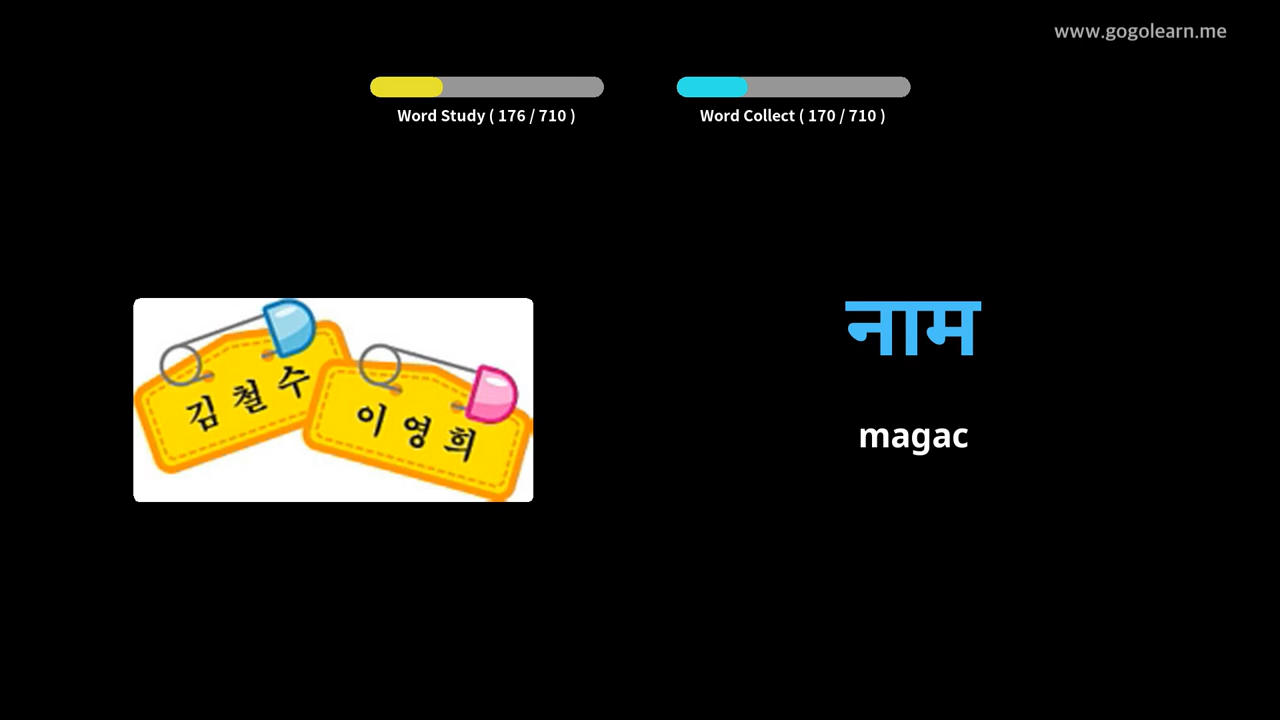 www.gogolearn.me
Word Study ( 176 / 710 )
Word Collect ( 170 / 710 )
김철수
이영희
नाम
magac